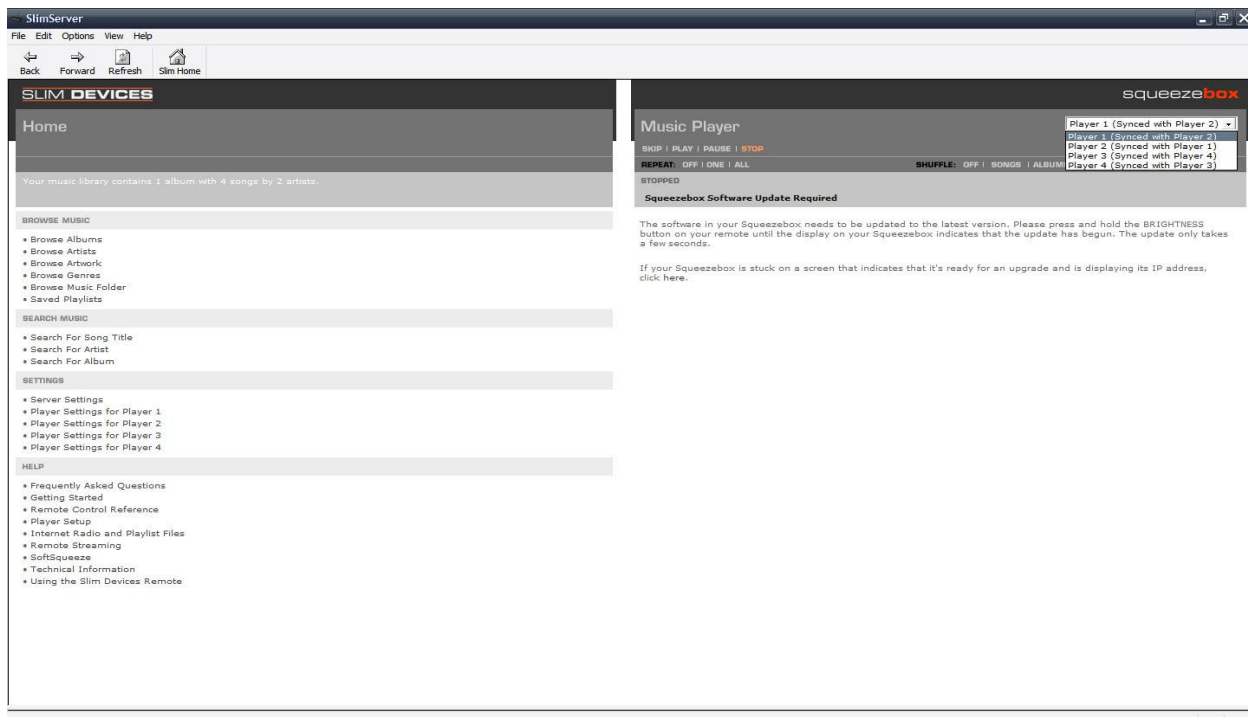 SlimServer
File Edit Options View Help
Back Forward Refresh Slim Home
SLIM DEVICES
squeezebox
Home
Music Player
Player 1 (Synced with Player 2)
Player 1 (Synced with Player 2)
Player 2 (Synced with Player 1)
Player 3 (Synced with Player 4)
Player 4 (Synced with Player 3)
SKIP | PLAY | PAUSE | STOP
REPEAT: OFF | ONE | ALL
SHUFFLE: OFF | SONGS | ALBUM
Your music library contains 1 album with 4 songs by 2 artists.
STOPPED
Squeezebox Software Update Required
The software in your Squeezebox needs to be updated to the latest version. Please press and hold the BRIGHTNESS
button on your remote until the display on your Squeezebox indicates that the update has begun. The update only takes
a few seconds.
If your Squeezebox is stuck on a screen that indicates that it's ready for an upgrade and is displaying its IP address,
click here.
BROWSE MUSIC
• Browse Albums
• Browse Artists
• Browse Artwork
• Browse Genres
• Browse Music Folder
• Saved Playlists
SEARCH MUSIC
• Search For Song Title
• Search For Artist
• Search For Album
SETTINGS
• Server Settings
• Player Settings for Player 1
• Player Settings for Player 2
• Player Settings for Player 3
• Player Settings for Player 4
HELP
• Frequently Asked Questions
• Getting Started
• Remote Control Reference
• Player Setup
• Internet Radio and Playlist Files
• Remote Streaming
• SoftSqueeze
• Technical Information
• Using the Slim Devices Remote